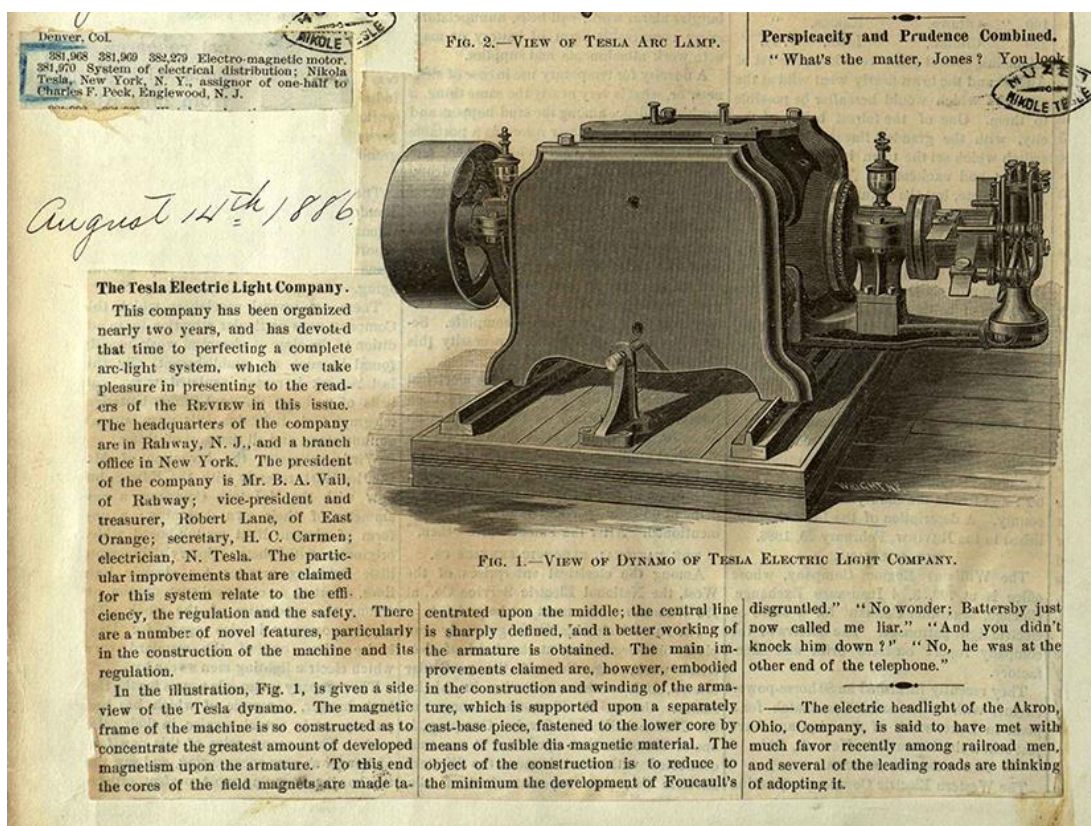 Denver, Col.
381,968 381,969 382,279 Electro-magnetic motor.
381,970 System of electrical distribution; Nikola
Tesla, New York, N. Y., assignor of one-half to
Charles F. Peck, Englewood, N. J.
NIKOLE TESLE
August 14th 1886
FIG. 2.—VIEW OF TESLA ARC LAMP.
Perspicacity and Prudence Combined.
"What's the matter, Jones? You look
MUZEJ
NIKOLE TESLE
WRIGHT
FIG. 1.—VIEW OF DYNAMO OF TESLA ELECTRIC LIGHT COMPANY.
The Tesla Electric Light Company.
This company has been organized
nearly two years, and has devoted
that time to perfecting a complete
arc-light system, which we take
pleasure in presenting to the read-
ers of the REVIEW in this issue.
The headquarters of the company
are in Rahway, N. J., and a branch
office in New York. The president
of the company is Mr. B. A. Vail,
of Rahway; vice-president and
treasurer, Robert Lane, of East
Orange; secretary, H. C. Carmen;
electrician, N. Tesla. The partic-
ular improvements that are claimed
for this system relate to the effi-
ciency, the regulation and the safety. There
are a number of novel features, particularly
in the construction of the machine and its
regulation.
In the illustration, Fig. 1, is given a side
view of the Tesla dynamo. The magnetic
frame of the machine is so constructed as to
concentrate the greatest amount of developed
magnetism upon the armature. To this end
the cores of the field magnets are made ta-
centrated upon the middle; the central line
is sharply defined, and a better working of
the armature is obtained. The main im-
provements claimed are, however, embodied
in the construction and winding of the arma-
ture, which is supported upon a separately
cast-base piece, fastened to the lower core by
means of fusible dia-magnetic material. The
object of the construction is to reduce to
the minimum the development of Foucault's
disgruntled." "No wonder; Battersby just
now called me liar." "And you didn't
knock him down?" "No, he was at the
other end of the telephone."
—— The electric headlight of the Akron,
Ohio, Company, is said to have met with
much favor recently among railroad men,
and several of the leading roads are thinking
of adopting it.